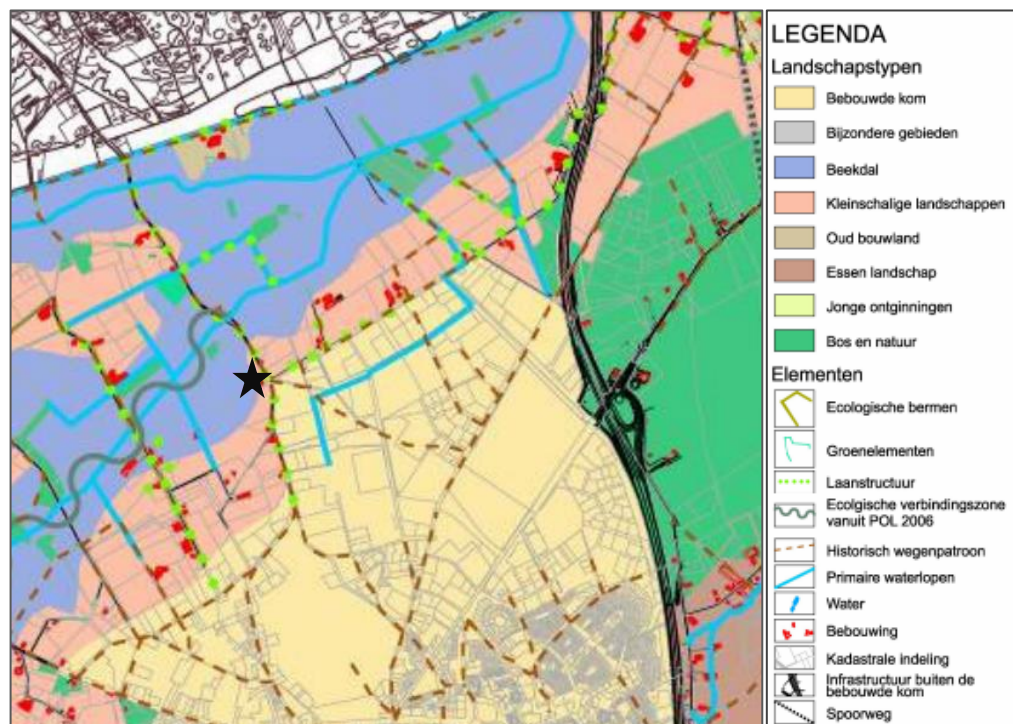 LEGENDA
Landschapstypen
Bebouwde kom
Bijzondere gebieden
Beekdal
Kleinschalige landschappen
Oud bouwland
Essen landschap
Jonge ontginningen
Bos en natuur
Elementen
Ecologische bermen
Groenelementen
Laanstructuur
Ecolgische verbindingszone
vanuit POL 2006
Historisch wegenpatroon
Primaire waterlopen
Water
Bebouwing
Kadastrale indeling
Infrastructuur buiten de
bebouwde kom
Spoorweg